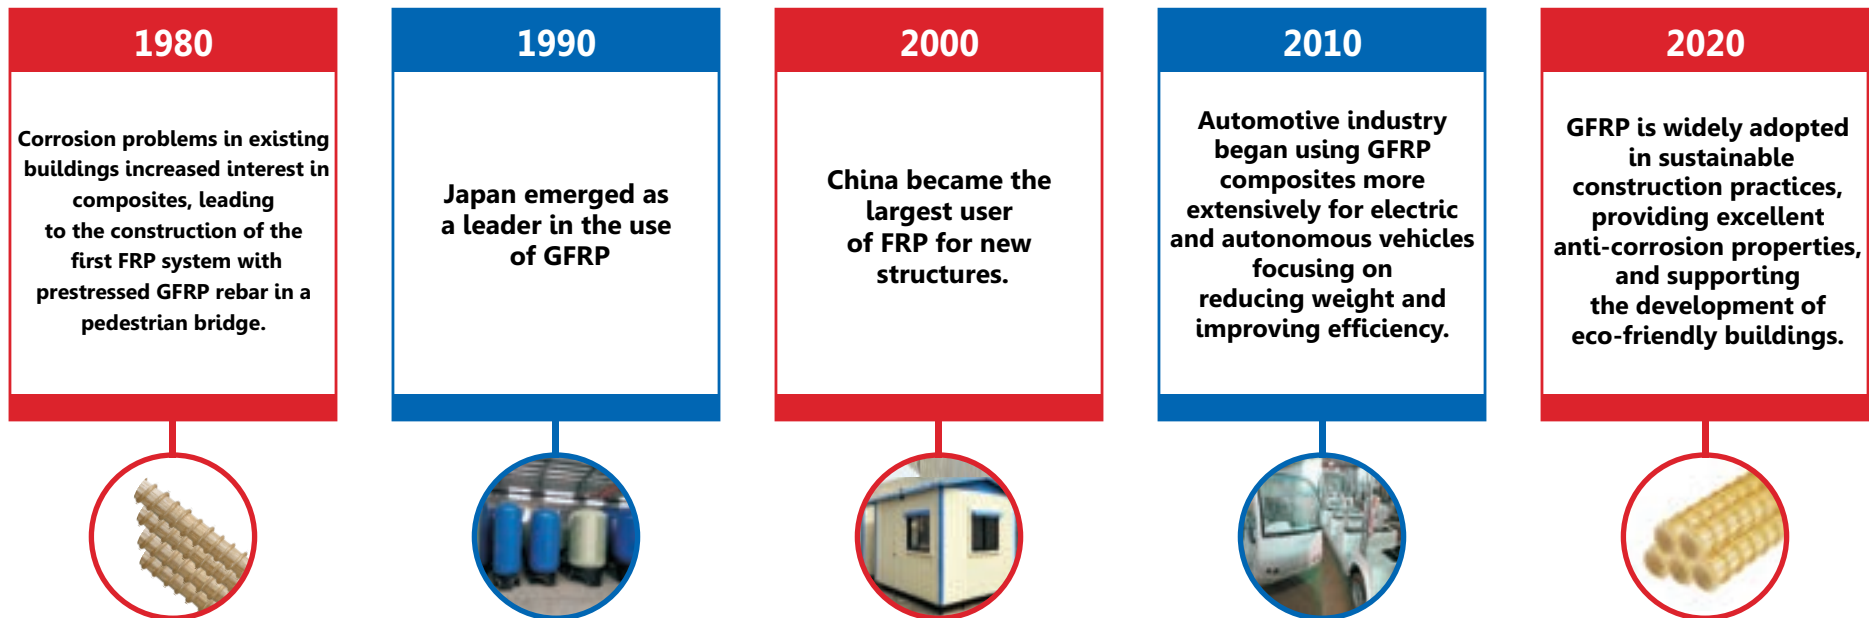 1980
Corrosion problems in existing
buildings increased interest in
composites, leading
to the construction of the
first FRP system with
prestressed GFRP rebar in a
pedestrian bridge.
1990
Japan emerged as
a leader in the use
of GFRP
2000
China became the
largest user
of FRP for new
structures.
2010
Automotive industry
began using GFRP
composites more
extensively for electric
and autonomous vehicles
focusing on
reducing weight and
improving efficiency.
2020
GFRP is widely adopted
in sustainable
construction practices,
providing excellent
anti-corrosion properties,
and supporting
the development of
eco-friendly buildings.